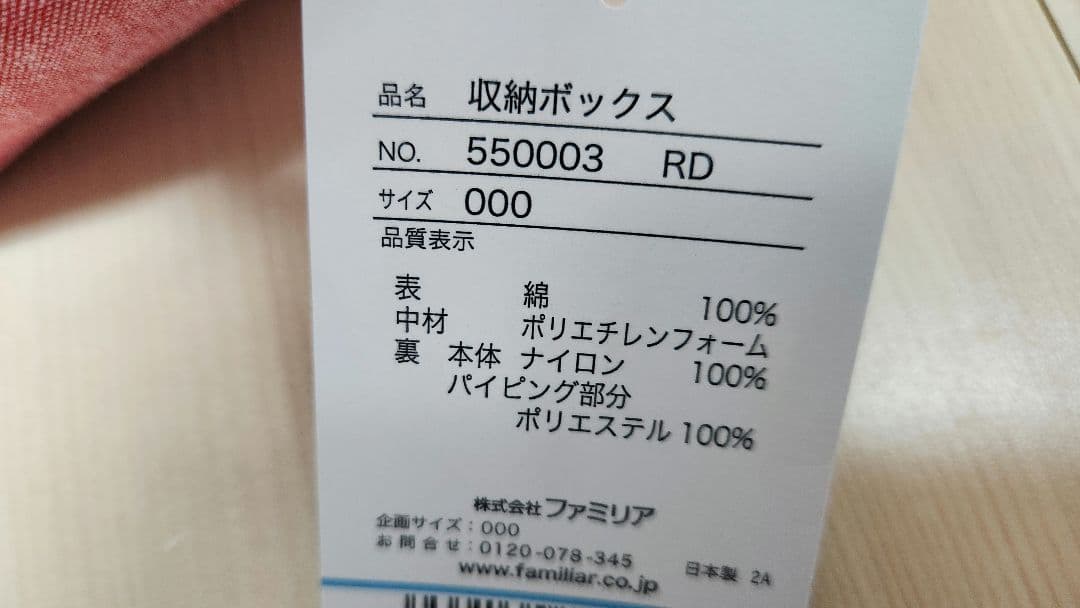 品名 収納ボックス
NO. 550003 RD
サイズ 000
品質表示
表 綿 100%
中材 ポリエチレンフォーム
裏 本体 ナイロン 100%
パイピング部分
ポリエステル 100%
株式会社ファミリア
企画サイズ：000
お問合せ：0120-078-345
日本製 2A
www.familiar.co.jp